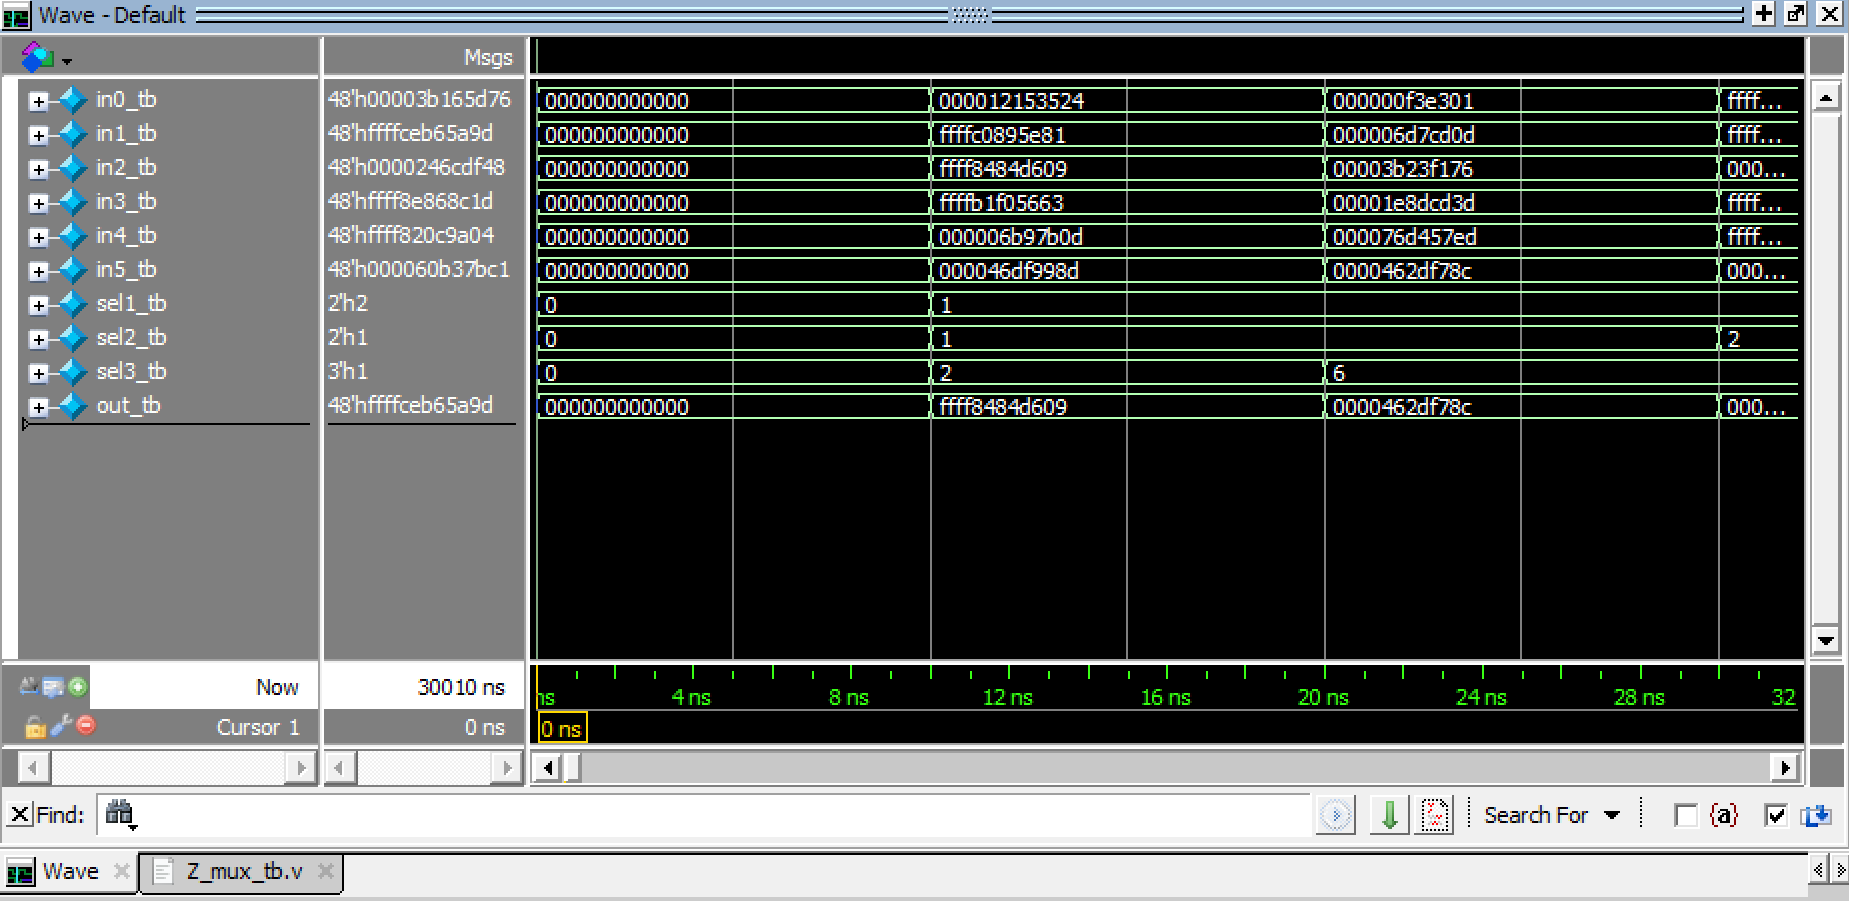 Wave - Default
Msgs
in0_tb 48'h00003b165d76 000000000000 000012153524 000000f3e301 ffff...
in1_tb 48'hffffceb65a9d 000000000000 ffffc0895e81 000006d7cd0d ffff...
in2_tb 48'h0000246cdf48 000000000000 ffff8484d609 00003b23f176 000...
in3_tb 48'hffff8e868c1d 000000000000 ffffb1f05663 00001e8dcd3d ffff...
in4_tb 48'hffff820c9a04 000000000000 000006b97b0d 000076d457ed ffff...
in5_tb 48'h000060b37bc1 000000000000 000046df998d 0000462df78c 000...
sel1_tb 2'h2 0 1
sel2_tb 2'h1 0 1 2
sel3_tb 3'h1 0 2 6
out_tb 48'hffffceb65a9d 000000000000 ffff8484d609 0000462df78c 000...
Now 30010 ns ns 4 ns 8 ns 12 ns 16 ns 20 ns 24 ns 28 ns 32
Cursor 1 0 ns 0 ns
Find: Search For {a}
Wave Z_mux_tb.v